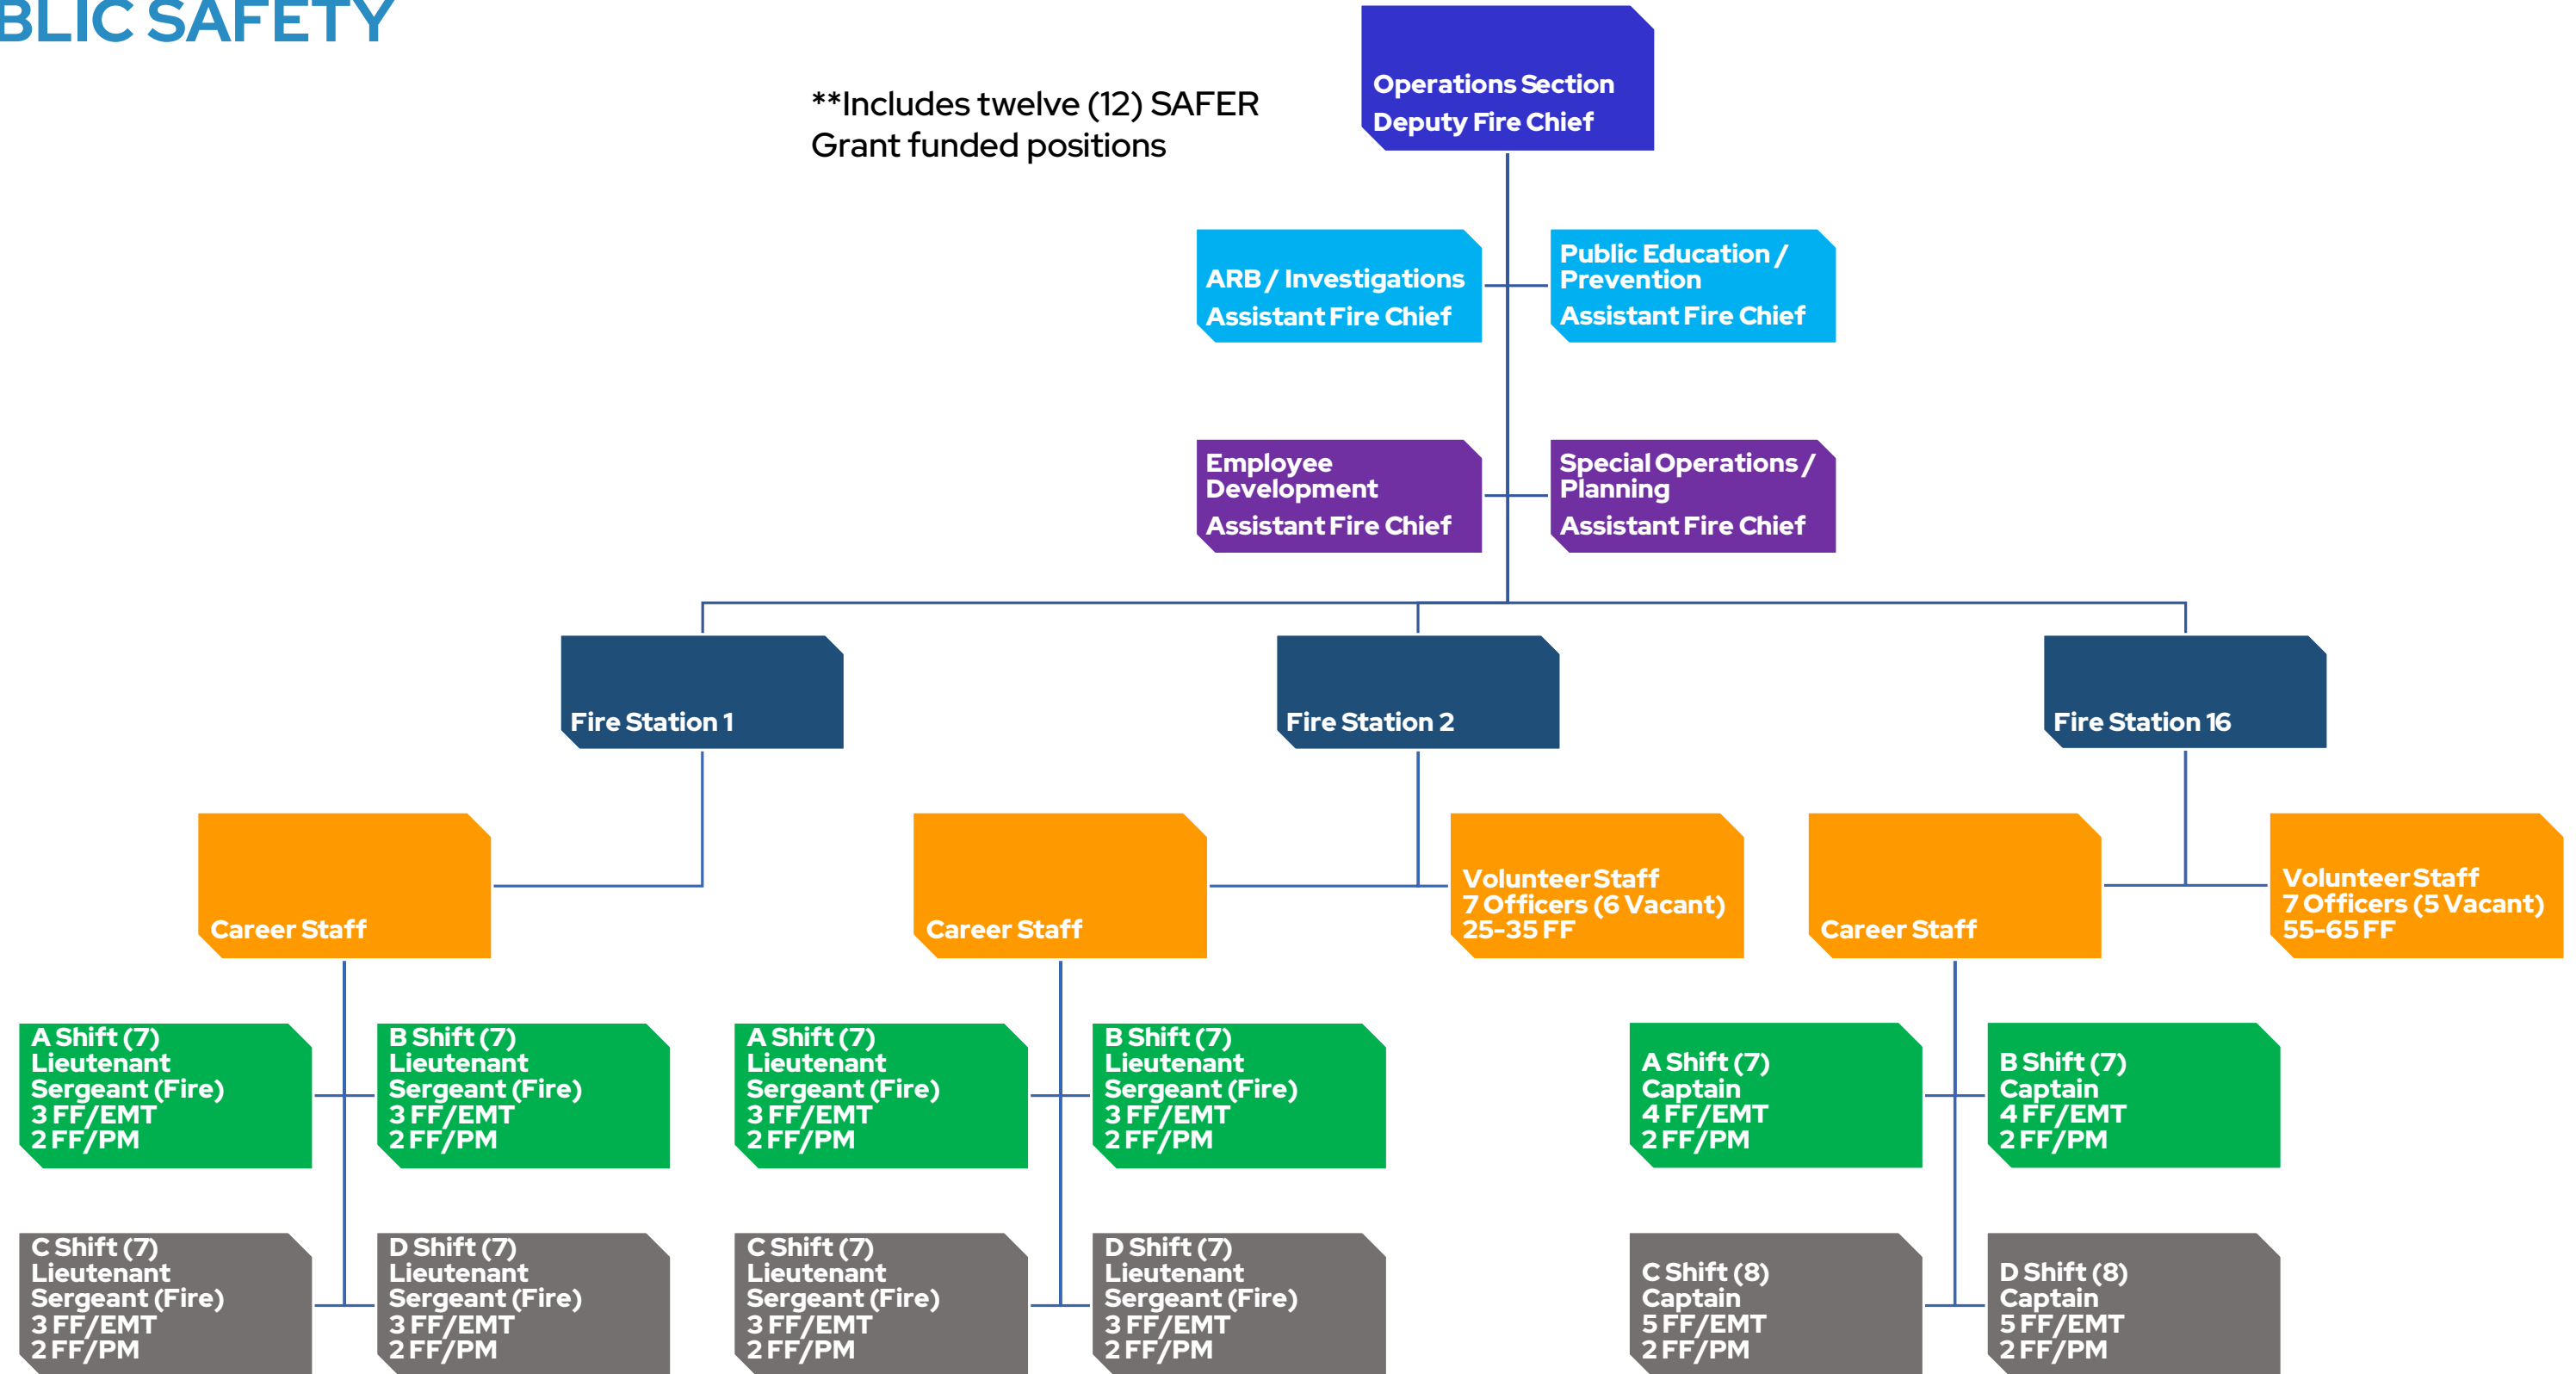 BLIC SAFETY
**Includes twelve (12) SAFER
Grant funded positions
Operations Section
Deputy Fire Chief
ARB / Investigations
Assistant Fire Chief
Public Education /
Prevention
Assistant Fire Chief
Employee
Development
Assistant Fire Chief
Special Operations /
Planning
Assistant Fire Chief
Fire Station 1
Fire Station 2
Fire Station 16
Career Staff
Career Staff
Volunteer Staff
7 Officers (6 Vacant)
25-35 FF
Career Staff
Volunteer Staff
7 Officers (5 Vacant)
55-65 FF
A Shift (7)
Lieutenant
Sergeant (Fire)
3 FF/EMT
2 FF/PM
B Shift (7)
Lieutenant
Sergeant (Fire)
3 FF/EMT
2 FF/PM
A Shift (7)
Lieutenant
Sergeant (Fire)
3 FF/EMT
2 FF/PM
B Shift (7)
Lieutenant
Sergeant (Fire)
3 FF/EMT
2 FF/PM
A Shift (7)
Captain
4 FF/EMT
2 FF/PM
B Shift (7)
Captain
4 FF/EMT
2 FF/PM
C Shift (7)
Lieutenant
Sergeant (Fire)
3 FF/EMT
2 FF/PM
D Shift (7)
Lieutenant
Sergeant (Fire)
3 FF/EMT
2 FF/PM
C Shift (7)
Lieutenant
Sergeant (Fire)
3 FF/EMT
2 FF/PM
D Shift (7)
Lieutenant
Sergeant (Fire)
3 FF/EMT
2 FF/PM
C Shift (8)
Captain
5 FF/EMT
2 FF/PM
D Shift (8)
Captain
5 FF/EMT
2 FF/PM